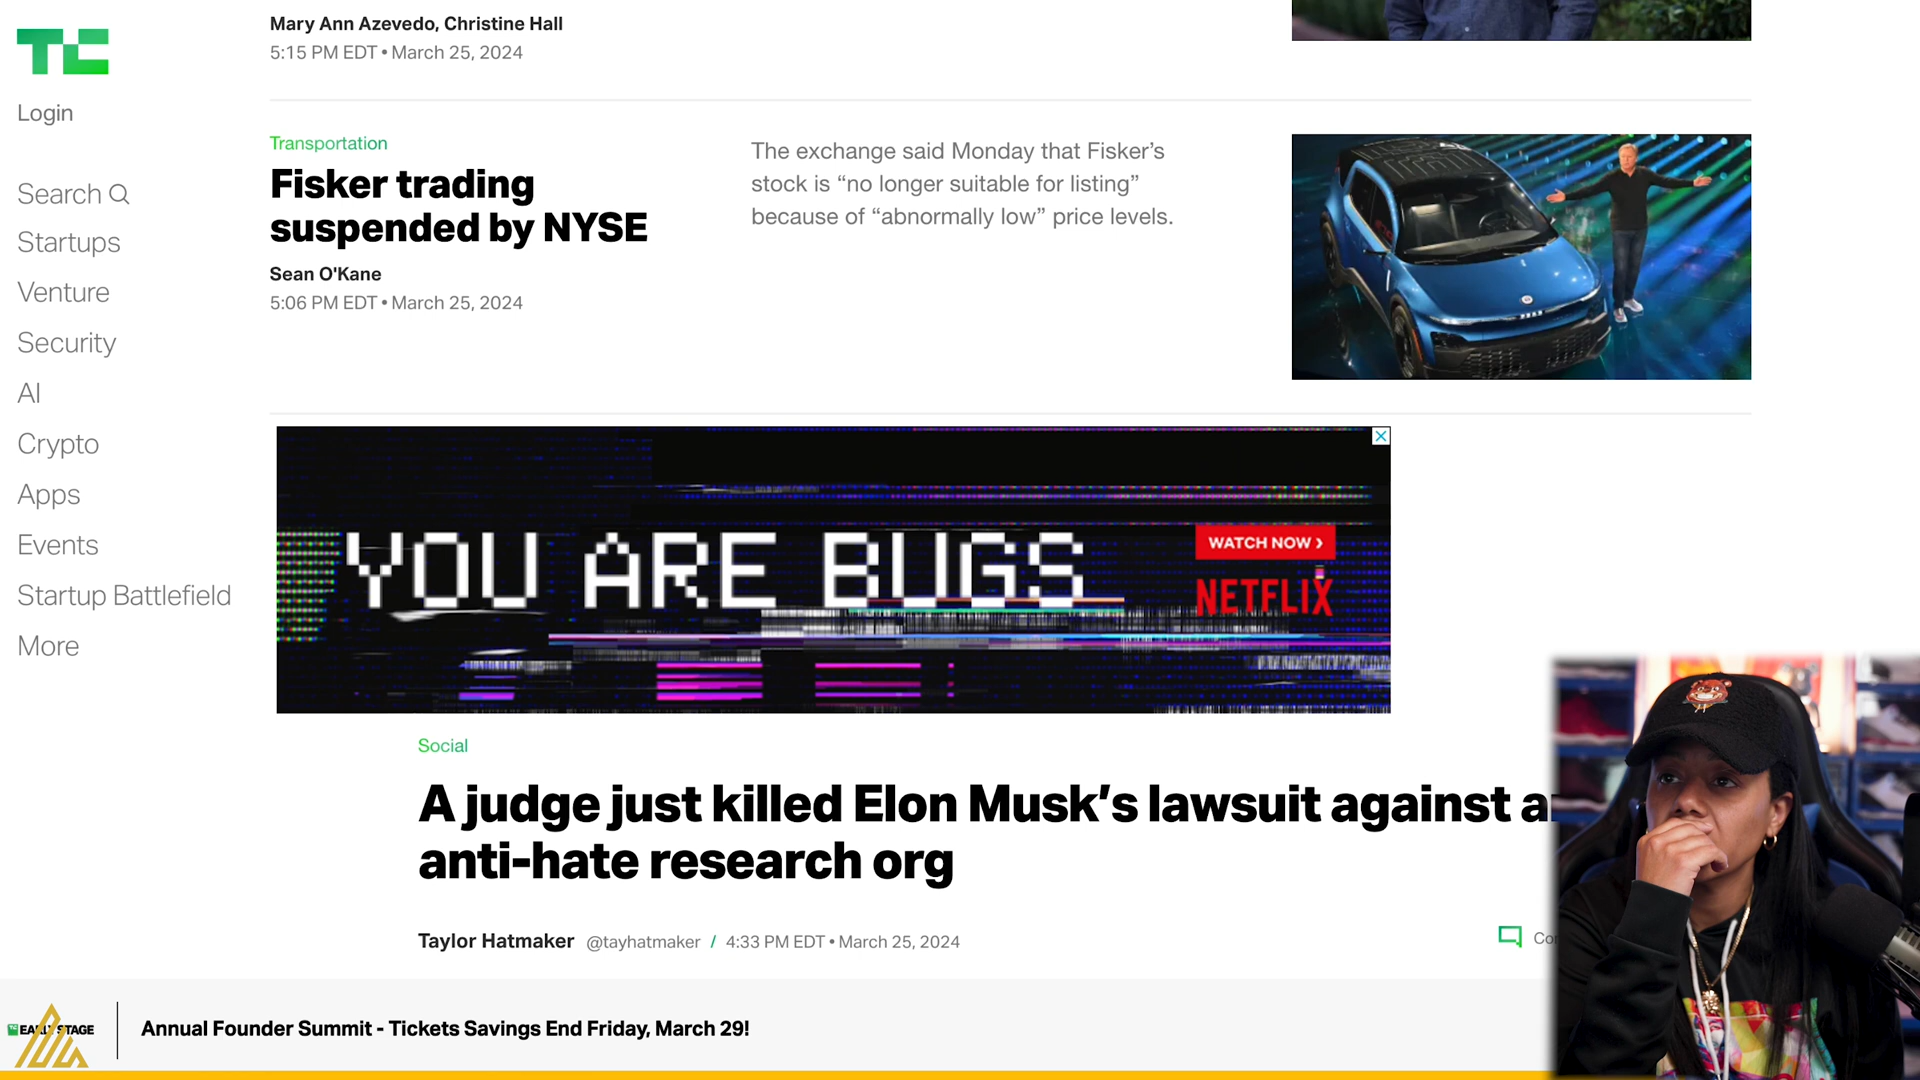 Mary Ann Azevedo, Christine Hall
5:15 PM EDT • March 25, 2024
TC
Login
Search
Startups
Venture
Security
AI
Crypto
Apps
Events
Startup Battlefield
More
Transportation
Fisker trading
suspended by NYSE
Sean O'Kane
5:06 PM EDT • March 25, 2024
The exchange said Monday that Fisker’s
stock is “no longer suitable for listing”
because of “abnormally low” price levels.
YOU ARE BUGS
WATCH NOW ›
NETFLIX
Social
A judge just killed Elon Musk’s lawsuit against
anti-hate research org
Taylor Hatmaker @tayhatmaker / 4:33 PM EDT • March 25, 2024
STAGE
Annual Founder Summit - Tickets Savings End Friday, March 29!